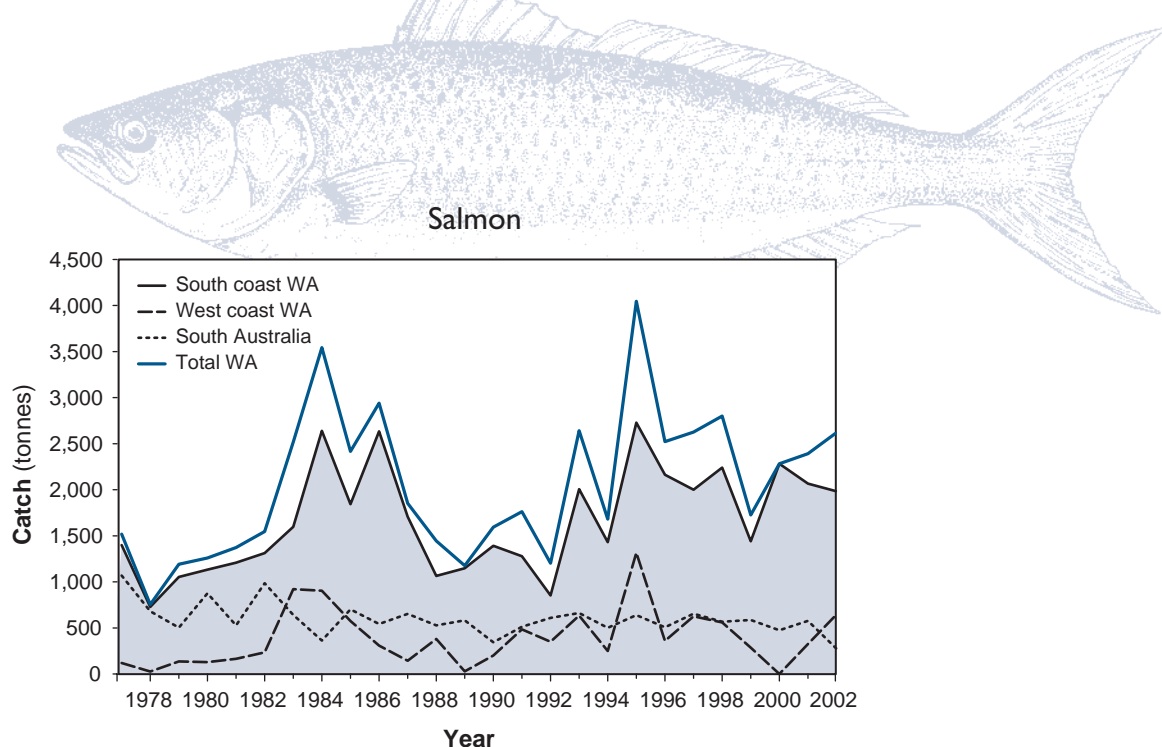 Salmon
4,500
4,000
3,500
3,000
2,500
2,000
1,500
1,000
500
0
Catch (tonnes)
South coast WA
West coast WA
South Australia
Total WA
1978 1980 1982 1984 1986 1988 1990 1992 1994 1996 1998 2000 2002
Year